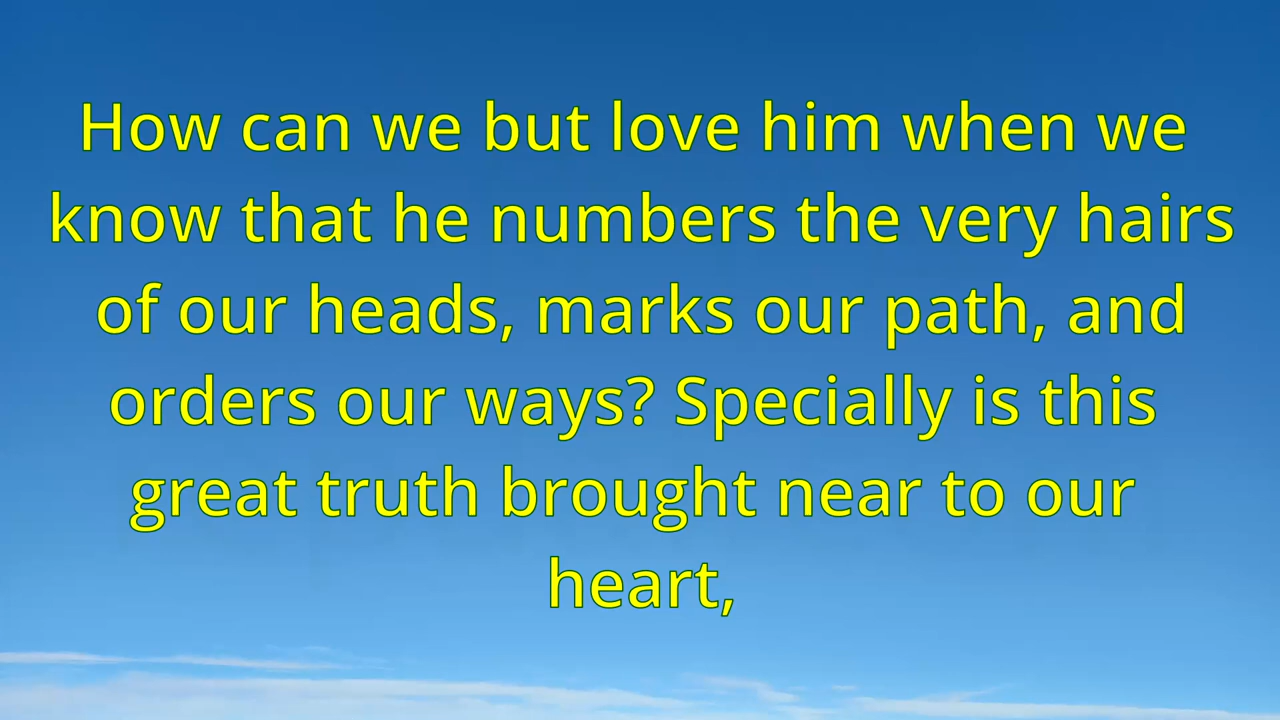 How can we but love him when we
know that he numbers the very hairs
of our heads, marks our path, and
orders our ways? Specially is this
great truth brought near to our
heart,